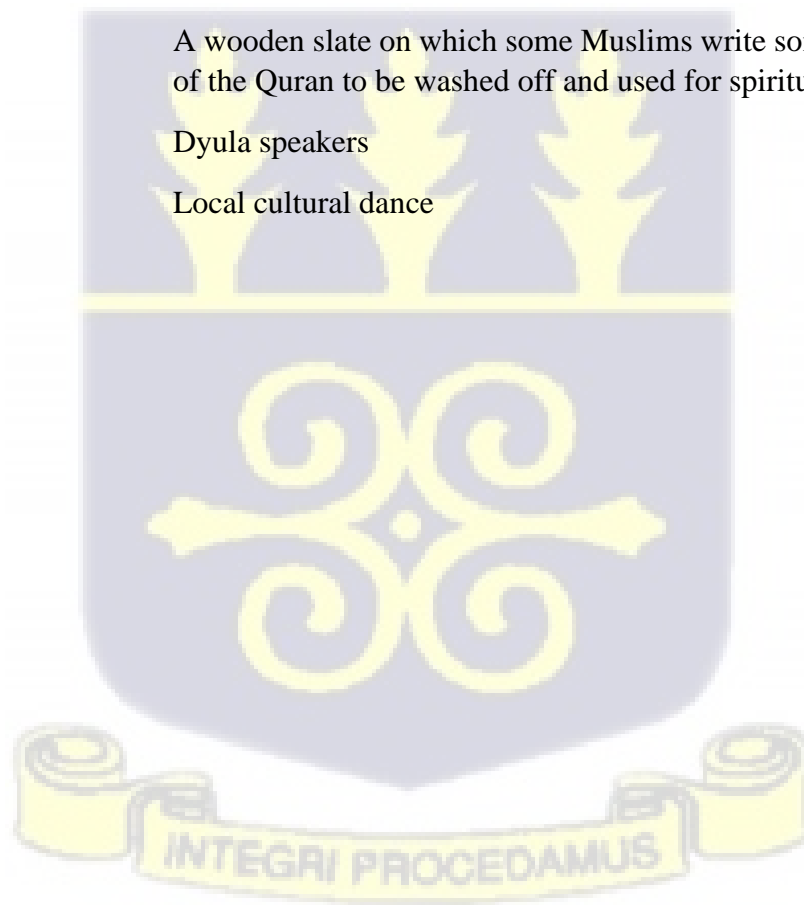 A wooden slate on which some Muslims write
of the Quran to be washed off and used for
Dyula speakers
Local cultural dance
INTEGRI PROCEDAMUS